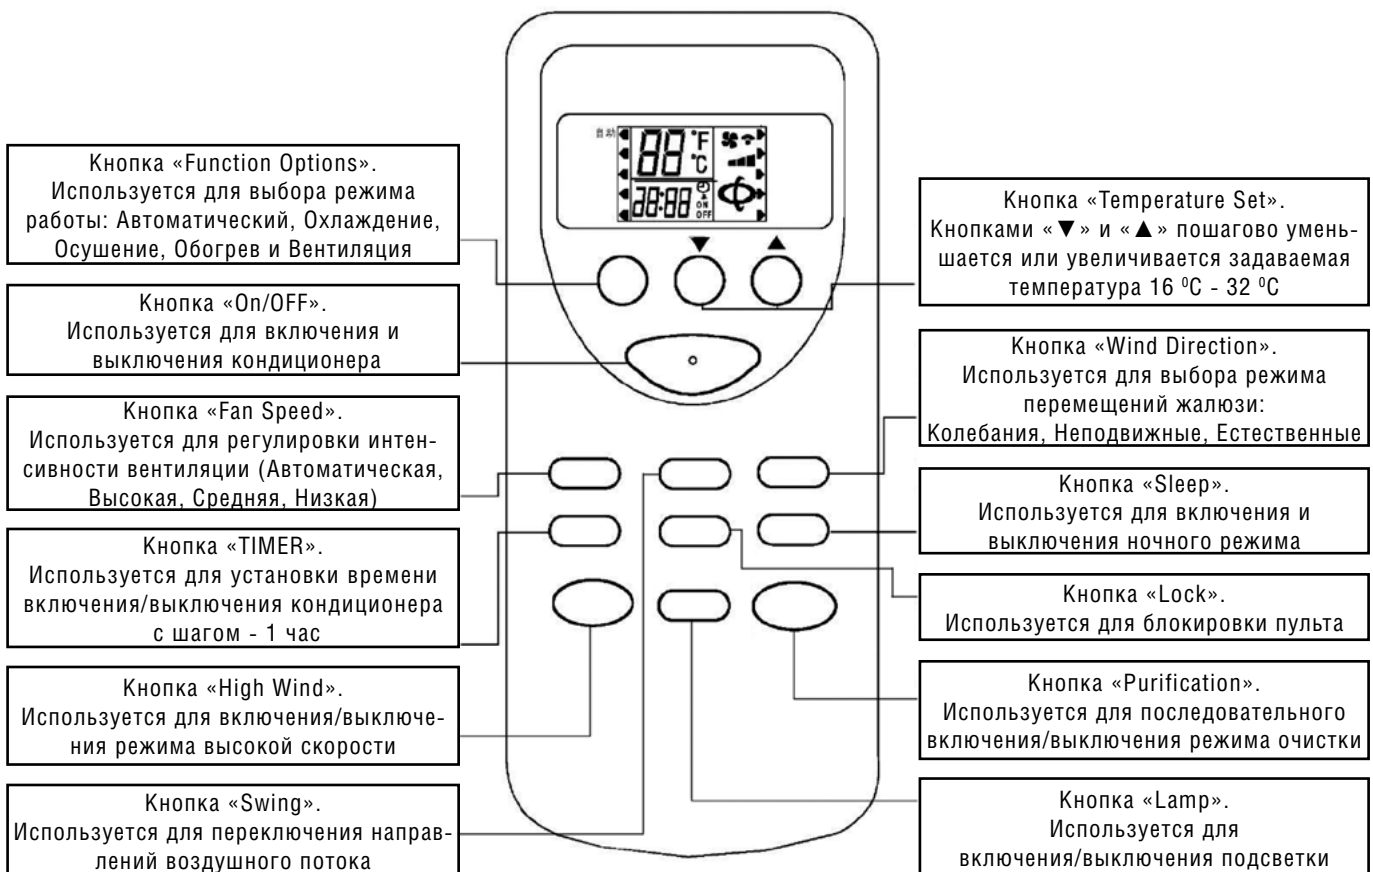 Кнопка «Function Options».
Используется для выбора режима
работы: Автоматический, Охлаждение,
Осушение, Обогрев и Вентиляция
Кнопка «On/OFF».
Используется для включения и
выключения кондиционера
Кнопка «Fan Speed».
Используется для регулировки интен-
сивности вентиляции (Автоматическая,
Высокая, Средняя, Низкая)
Кнопка «TIMER».
Используется для установки времени
включения/выключения кондиционера
с шагом - 1 час
Кнопка «High Wind».
Используется для включения/выключе-
ния режима высокой скорости
Кнопка «Swing».
Используется для переключения направ-
лений воздушного потока
自动
88 °F
°C
28:88 ON
OFF
▼ ▲
Кнопка «Temperature Set».
Кнопками «▼» и «▲» пошагово умень-
шается или увеличивается задаваемая
температура 16 ⁰C - 32 ⁰C
Кнопка «Wind Direction».
Используется для выбора режима
перемещений жалюзи:
Колебания, Неподвижные, Естественные
Кнопка «Sleep».
Используется для включения и
выключения ночного режима
Кнопка «Lock».
Используется для блокировки пульта
Кнопка «Purification».
Используется для последовательного
включения/выключения режима очистки
Кнопка «Lamp».
Используется для
включения/выключения подсветки